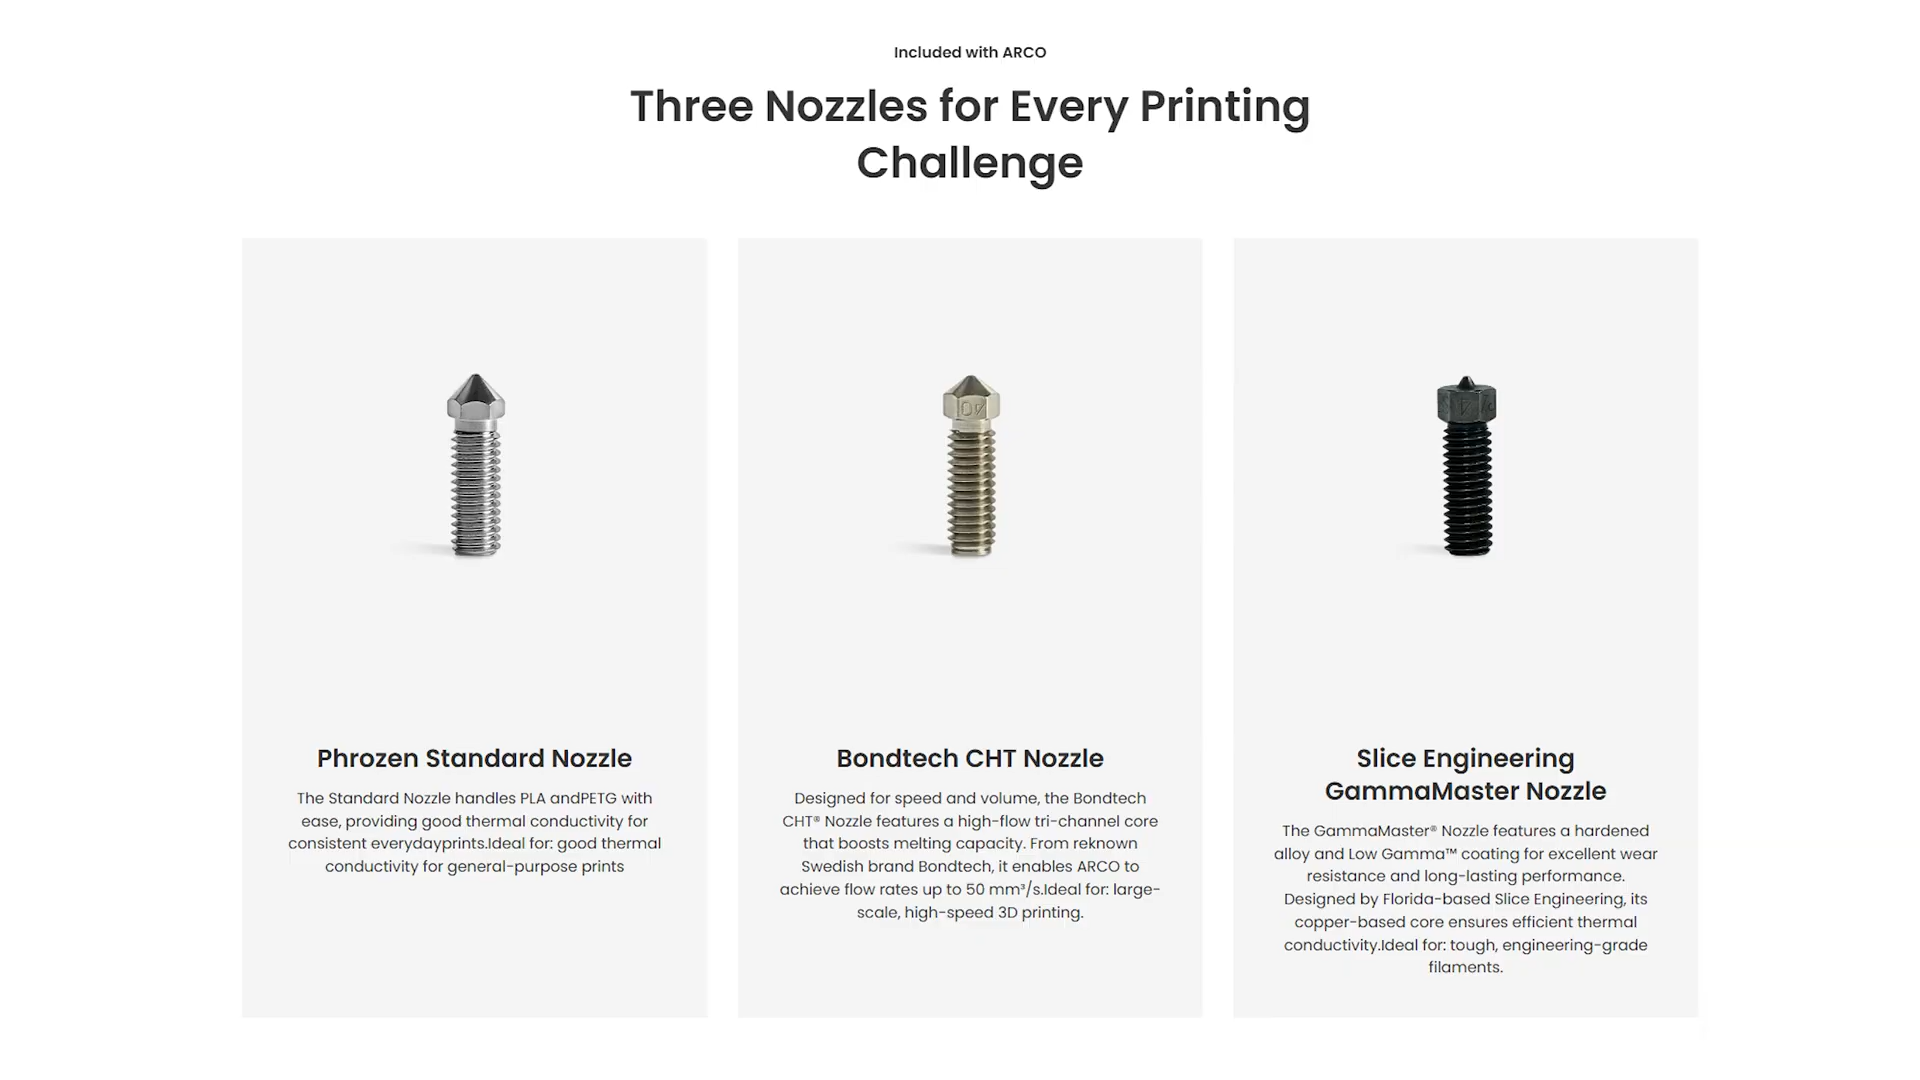 Included with ARCO
Three Nozzles for Every Printing
Challenge
Phrozen Standard Nozzle
The Standard Nozzle handles PLA andPETG with
ease, providing good thermal conductivity for
consistent everydayprints.Ideal for: good thermal
conductivity for general-purpose prints
Bondtech CHT Nozzle
Designed for speed and volume, the Bondtech
CHT® Nozzle features a high-flow tri-channel core
that boosts melting capacity. From reknown
Swedish brand Bondtech, it enables ARCO to
achieve flow rates up to 50 mm³/s.Ideal for: large-
scale, high-speed 3D printing.
Slice Engineering
GammaMaster Nozzle
The GammaMaster® Nozzle features a hardened
alloy and Low Gamma™ coating for excellent wear
resistance and long-lasting performance.
Designed by Florida-based Slice Engineering, its
copper-based core ensures efficient thermal
conductivity.Ideal for: tough, engineering-grade
filaments.